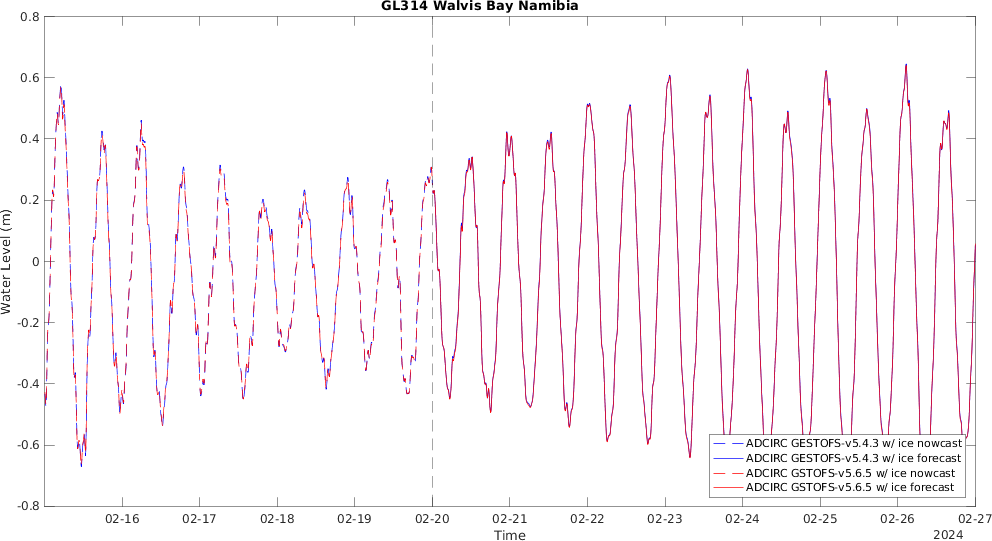 GL314 Walvis Bay Namibia
0.8
0.6
0.4
0.2
0
-0.2
-0.4
-0.6
-0.8
Water Level (m)
ADCIRC GESTOFS-v5.4.3 w/ ice nowcast
ADCIRC GESTOFS-v5.4.3 w/ ice forecast
ADCIRC GSTOFS-v5.6.5 w/ ice nowcast
ADCIRC GSTOFS-v5.6.5 w/ ice forecast
02-16 02-17 02-18 02-19 02-20 02-21 02-22 02-23 02-24 02-25 02-26 02-27
Time
2024